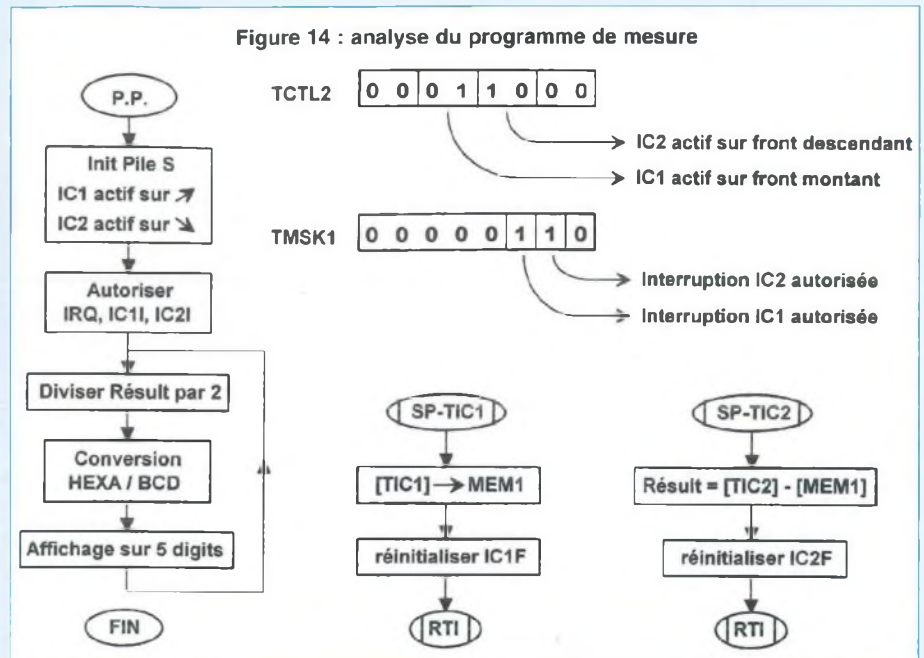 Figure 14 : analyse du programme de mesure
P.P.
Init Pile S
IC1 actif sur ↗
IC2 actif sur ↘
Autoriser
IRQ, IC1I, IC2I
Diviser Résult par 2
Conversion
HEXA / BCD
Affichage sur 5 digits
FIN
TCTL2 0 0 0 1 1 0 0 0
IC2 actif sur front descendant
IC1 actif sur front montant
TMSK1 0 0 0 0 0 1 1 0
Interruption IC2 autorisée
Interruption IC1 autorisée
SP-TIC1
[TIC1] → MEM1
réinitialiser IC1F
RTI
SP-TIC2
Résult = [TIC2] - [MEM1]
réinitialiser IC2F
RTI